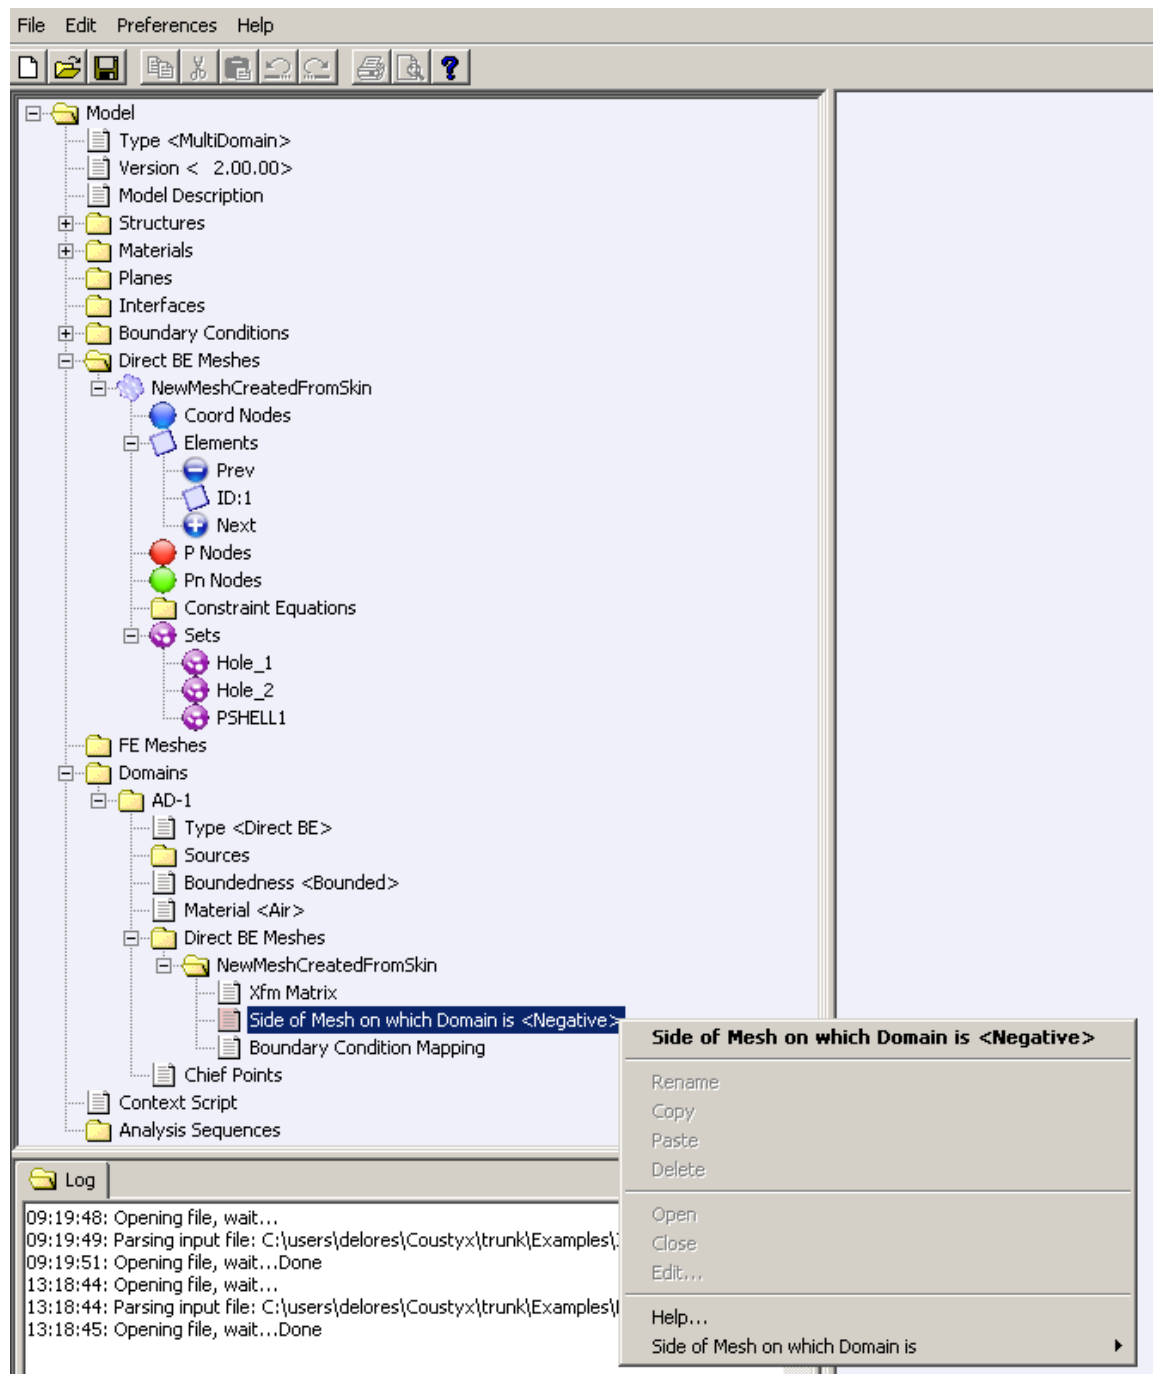 File Edit Preferences Help
Model
Type <MultiDomain>
Version < 2.00.00>
Model Description
Structures
Materials
Planes
Interfaces
Boundary Conditions
Direct BE Meshes
NewMeshCreatedFromSkin
Coord Nodes
Elements
Prev
ID:1
Next
P Nodes
Pn Nodes
Constraint Equations
Sets
Hole_1
Hole_2
PSHELL1
FE Meshes
Domains
AD-1
Type <Direct BE>
Sources
Boundedness <Bounded>
Material <Air>
Direct BE Meshes
NewMeshCreatedFromSkin
Xfm Matrix
Side of Mesh on which Domain is <Negative>
Boundary Condition Mapping
Chief Points
Context Script
Analysis Sequences
Side of Mesh on which Domain is <Negative>
Rename
Copy
Paste
Delete
Open
Close
Edit...
Help...
Side of Mesh on which Domain is
Log
09:19:48: Opening file, wait...
09:19:49: Parsing input file: C:\users\delores\Coustyx\trunk\Examples\
09:19:51: Opening file, wait...Done
13:18:44: Opening file, wait...
13:18:44: Parsing input file: C:\users\delores\Coustyx\trunk\Examples\
13:18:45: Opening file, wait...Done